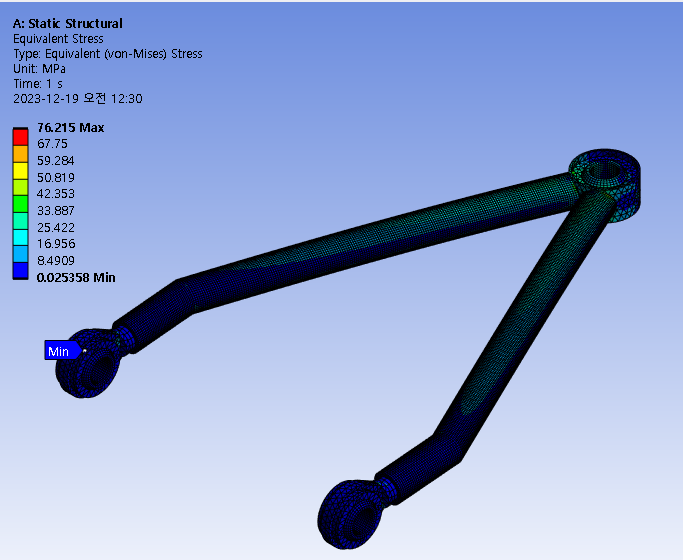 A: Static Structural
Equivalent Stress
Type: Equivalent (von-Mises) Stress
Unit: MPa
Time: 1 s
2023-12-19 오전 12:30
76.215 Max
67.75
59.284
50.819
42.353
33.887
25.422
16.956
8.4909
0.025358 Min
Min